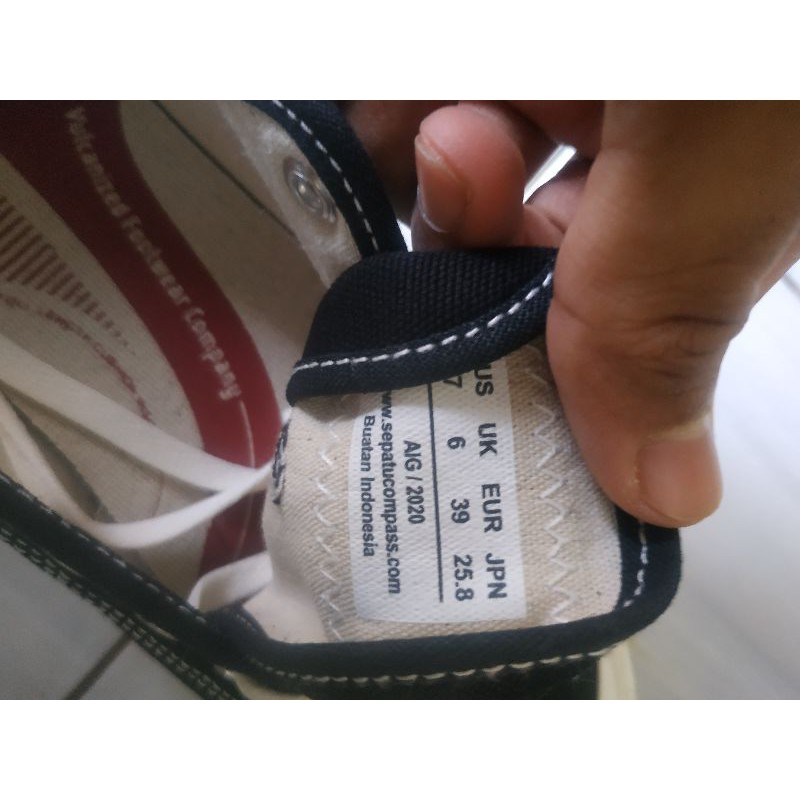 Vulcanized Footwear Company
US UK EUR JPN
7 6 39 25.8
AIG / 2020
www.sepatucompass.com
Buatan Indonesia